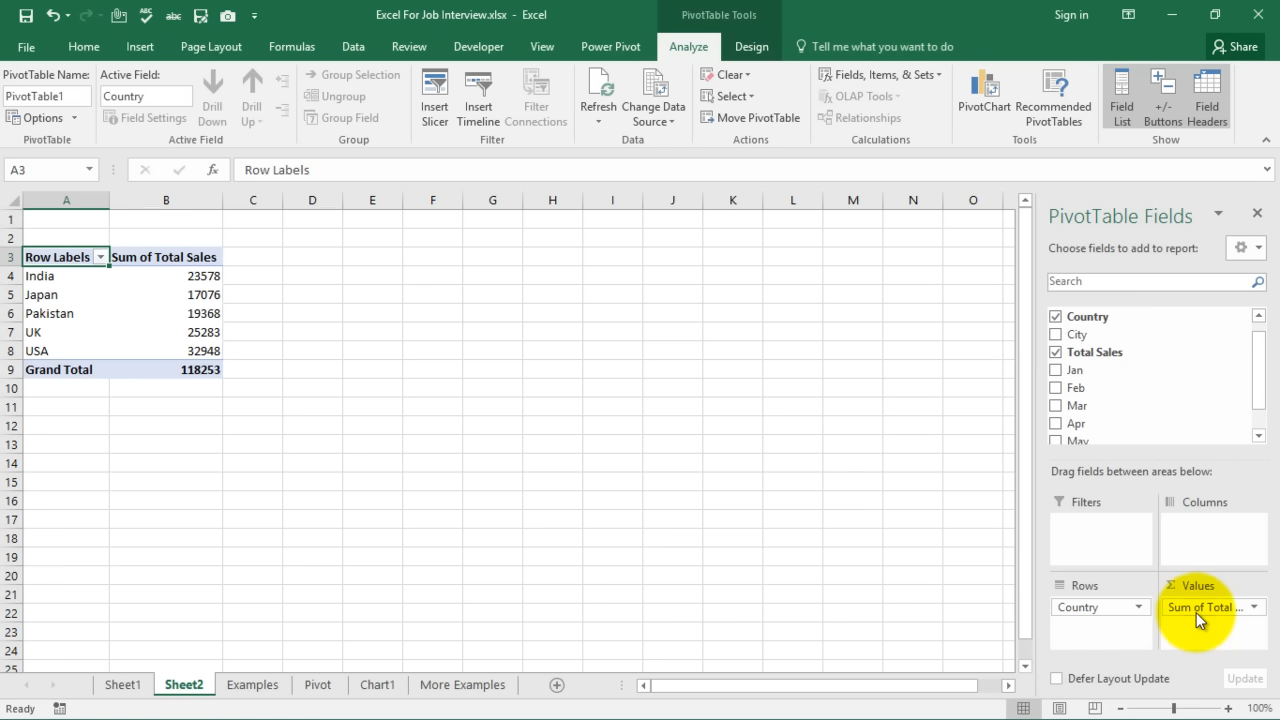 Excel For Job Interview.xlsx - Excel
PivotTable Tools
Sign in
File
Home
Insert
Page Layout
Formulas
Data
Review
Developer
View
Power Pivot
Analyze
Design
Tell me what you want to do
Share
PivotTable Name:
PivotTable1
Options
PivotTable
Active Field:
Country
Field Settings
Drill Down
Drill Up
Active Field
Group Selection
Ungroup
Group Field
Group
Insert Slicer
Insert Timeline
Filter Connections
Filter
Refresh
Change Data Source
Data
Clear
Select
Move PivotTable
Actions
Fields, Items, & Sets
OLAP Tools
Relationships
Calculations
PivotChart
Recommended PivotTables
Tools
Field List
+/- Buttons
Field Headers
Show
A3
fx
Row Labels
A B C D E F G H I J K L M N O
1
2
3 Row Labels Sum of Total Sales
4 India 23578
5 Japan 17076
6 Pakistan 19368
7 UK 25283
8 USA 32948
9 Grand Total 118253
10
11
12
13
14
15
16
17
18
19
20
21
22
23
24
25
PivotTable Fields
Choose fields to add to report:
Search
Country
City
Total Sales
Jan
Feb
Mar
Apr
May
Drag fields between areas below:
Filters
Columns
Rows
Σ Values
Country
Sum of Total ...
Defer Layout Update
Update
Sheet1
Sheet2
Examples
Pivot
Chart1
More Examples
Ready
100%